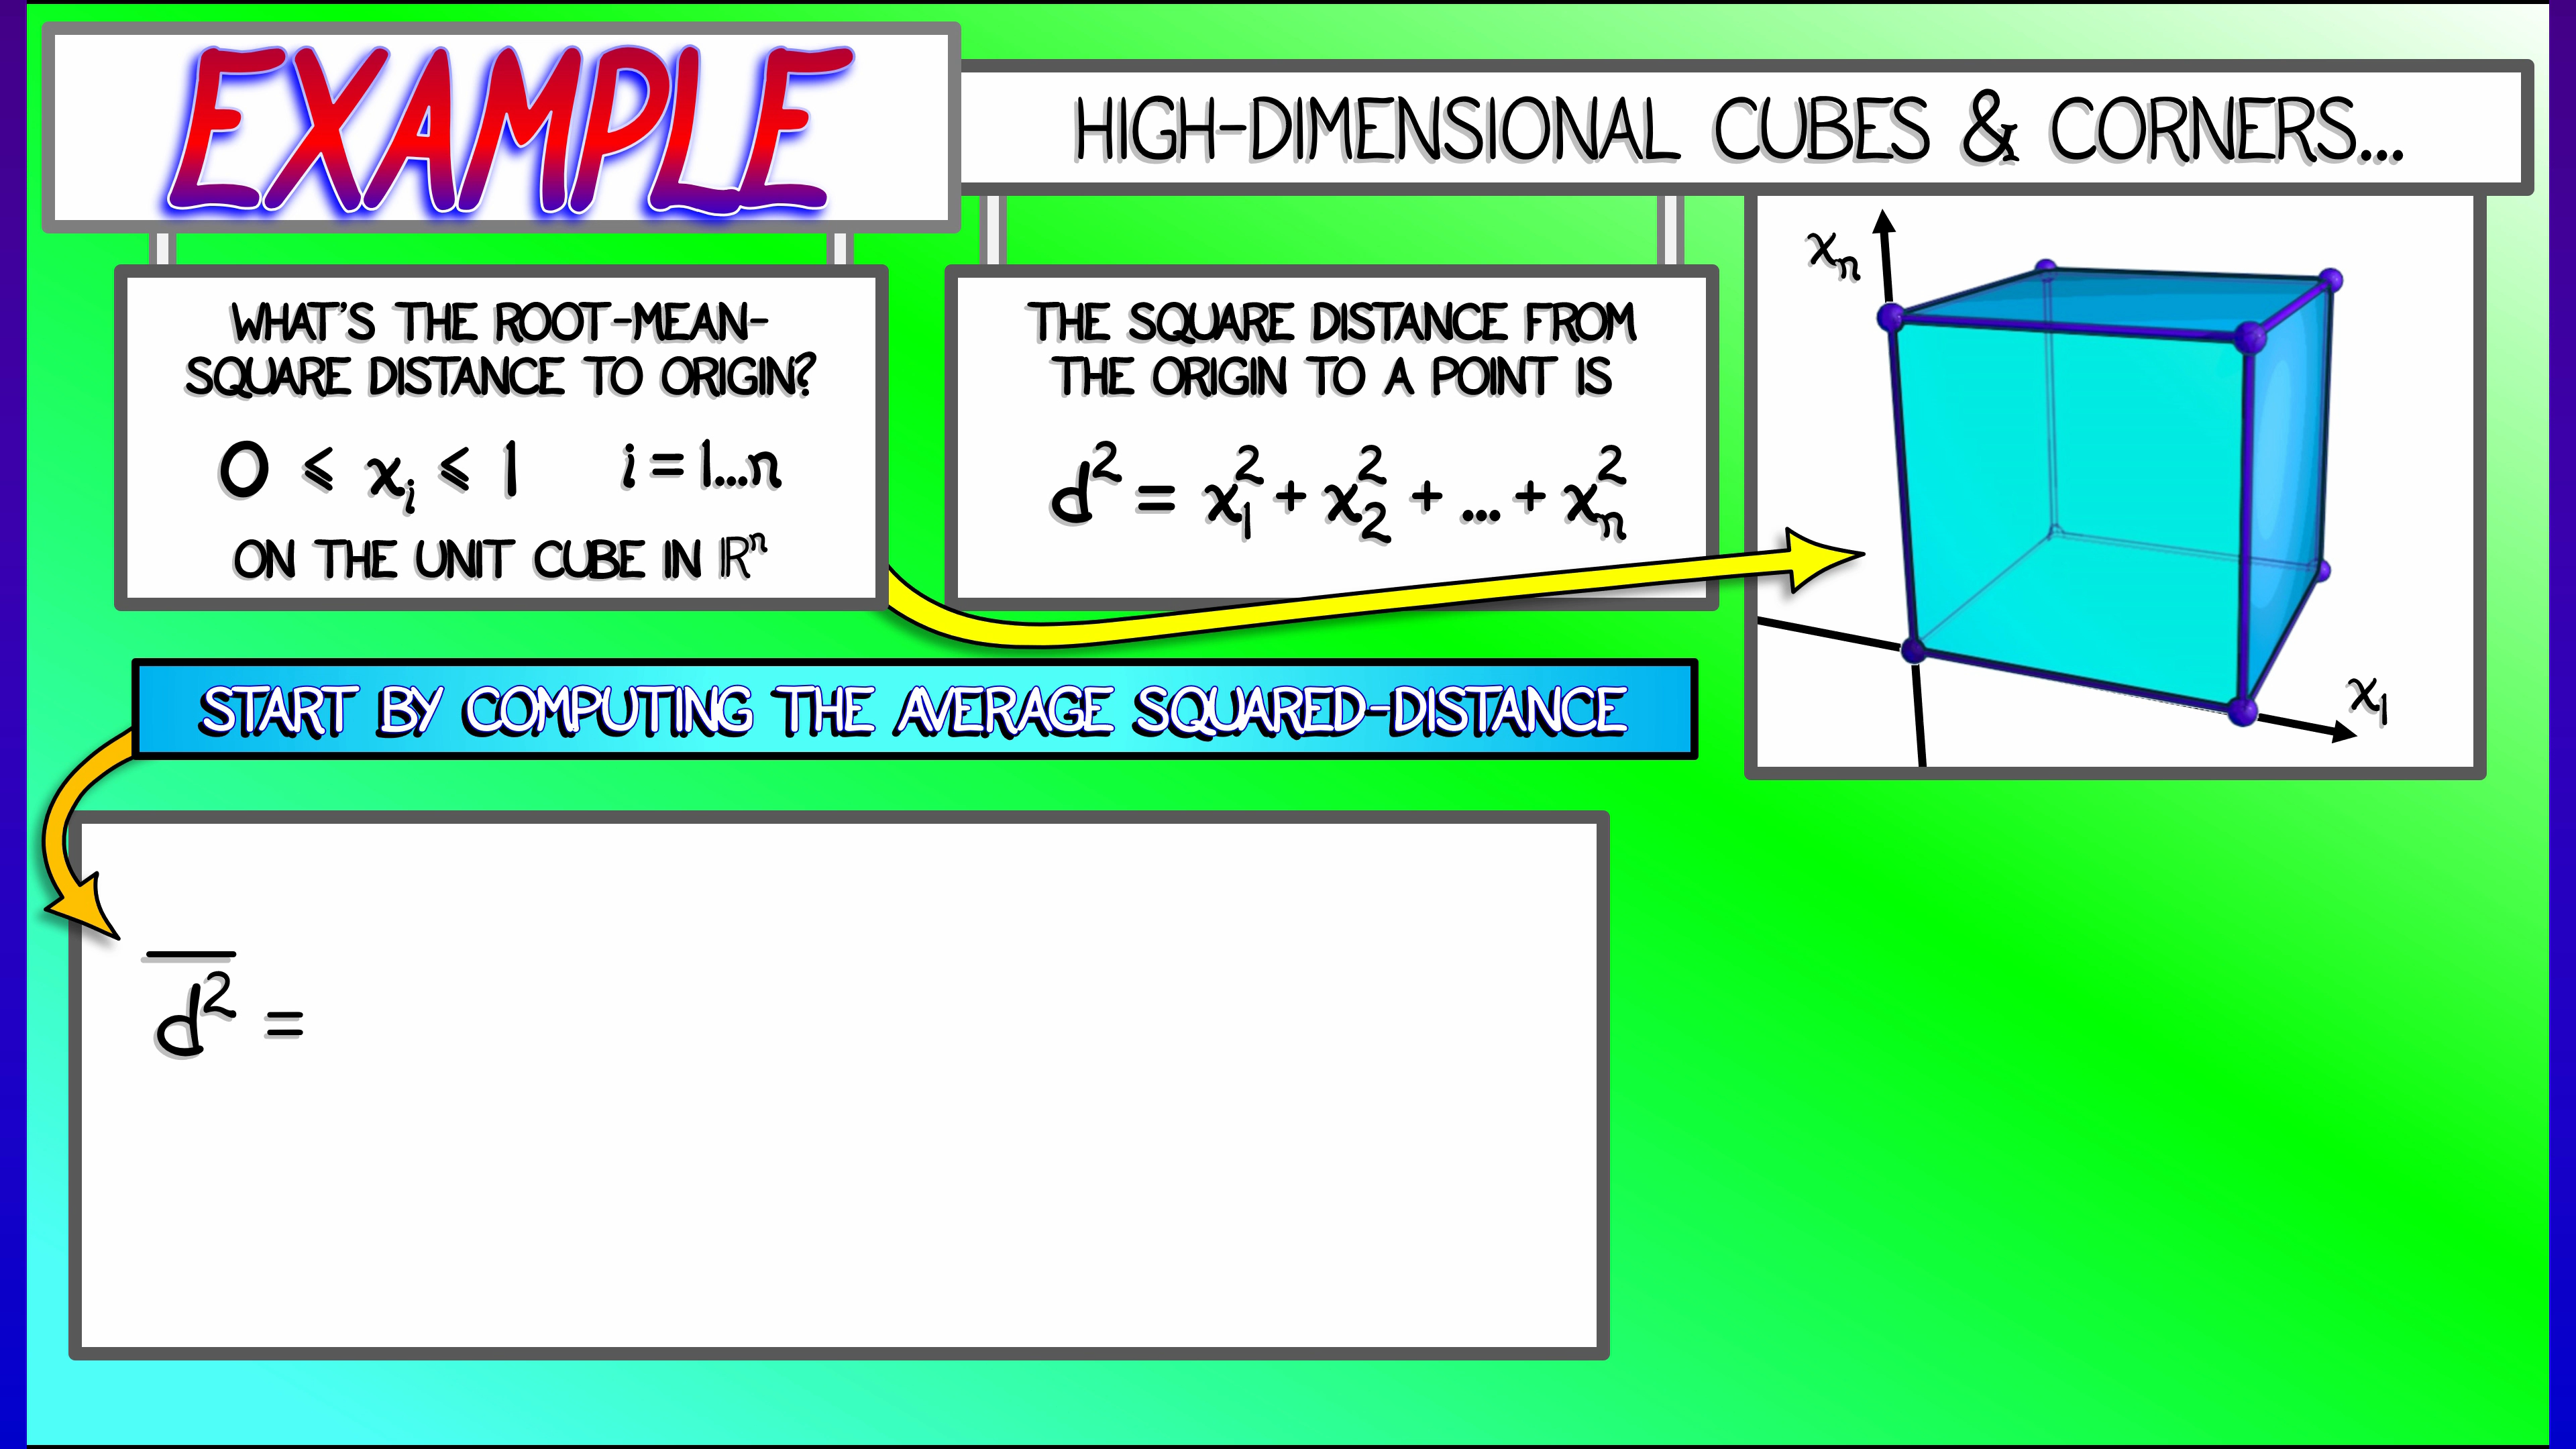 EXAMPLE
HIGH-DIMENSIONAL CUBES & CORNERS...
WHAT'S THE ROOT-MEAN-
SQUARE DISTANCE TO ORIGIN?
0 ≤ xᵢ ≤ 1 i = 1...n
ON THE UNIT CUBE IN ℝⁿ
THE SQUARE DISTANCE FROM
THE ORIGIN TO A POINT IS
d² = x₁² + x₂² + ... + xₙ²
xₙ
x₁
START BY COMPUTING THE AVERAGE SQUARED-DISTANCE
d̅² =